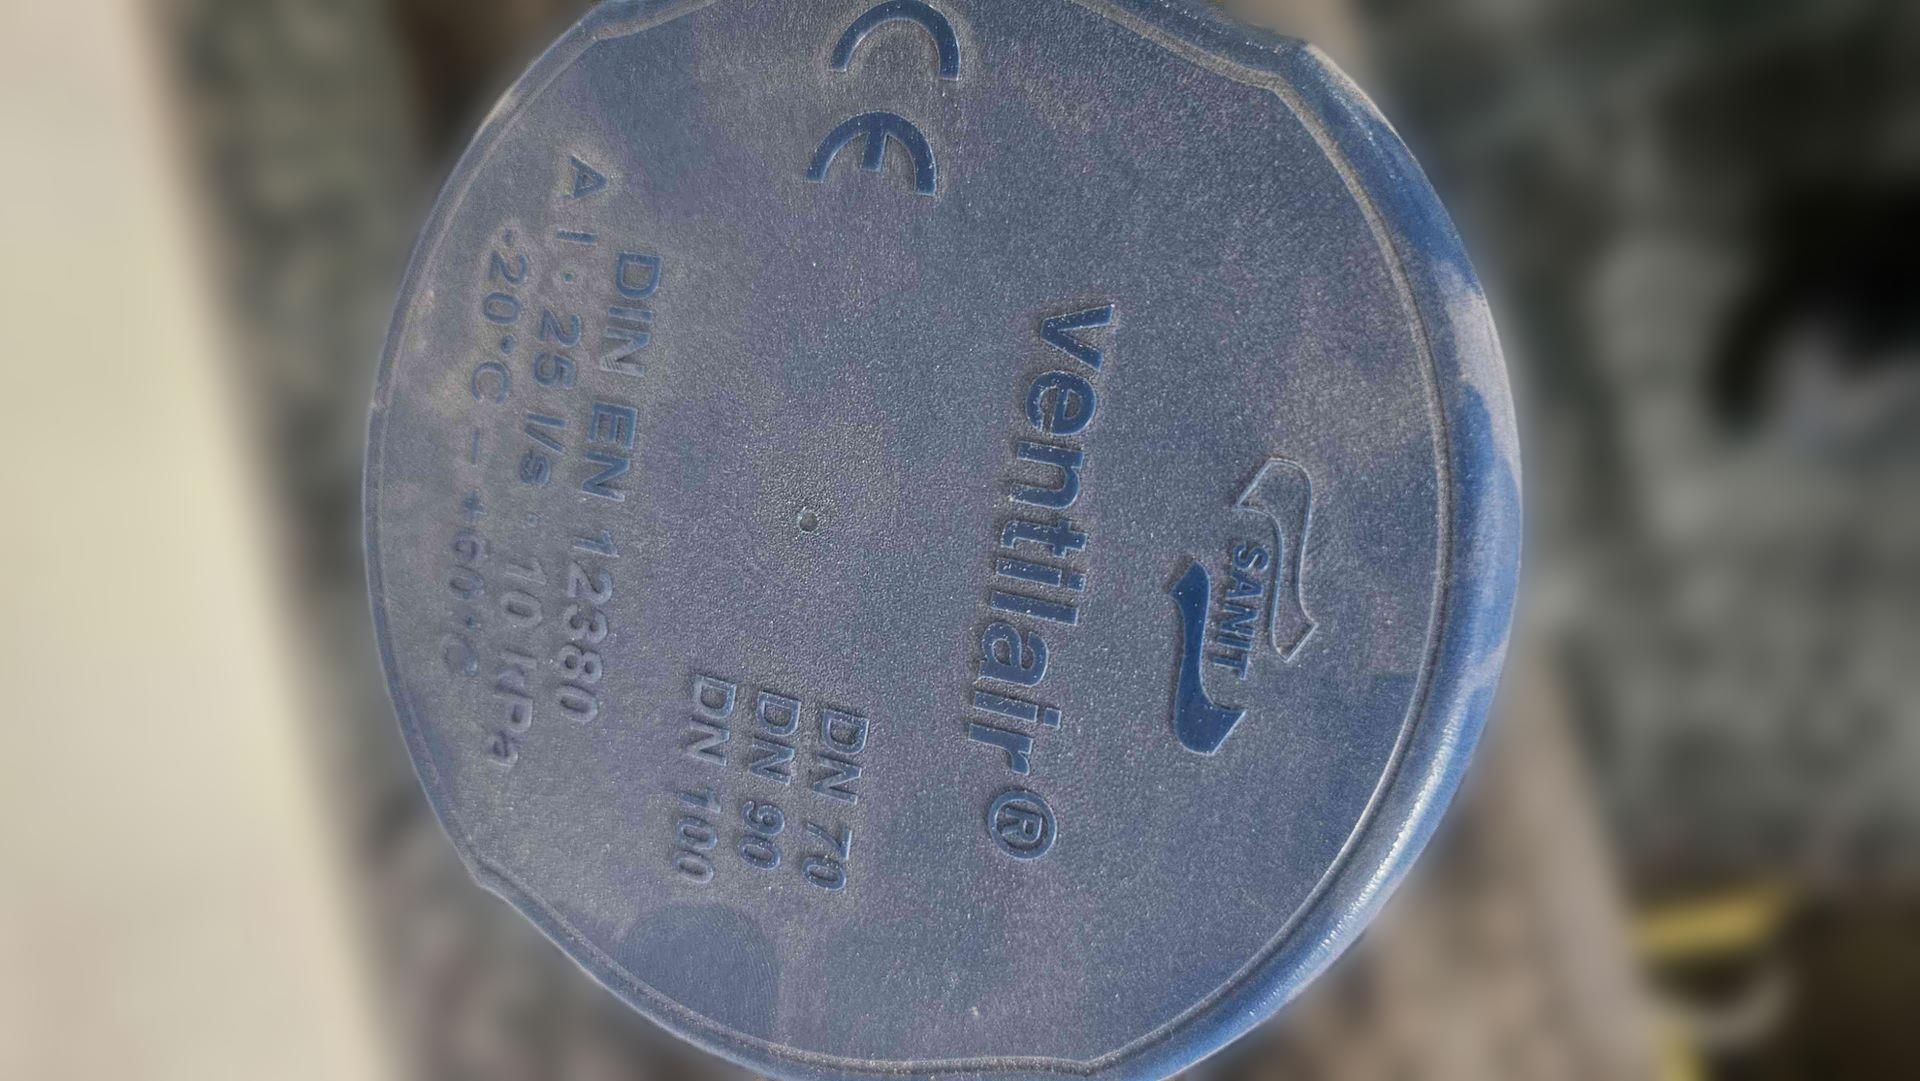 SANIT
ventilair®
DN 70
DN 90
DN 100
CE
DIN EN 12380
A I · 25 l/s · 10 kPa
-20°C – +60°C